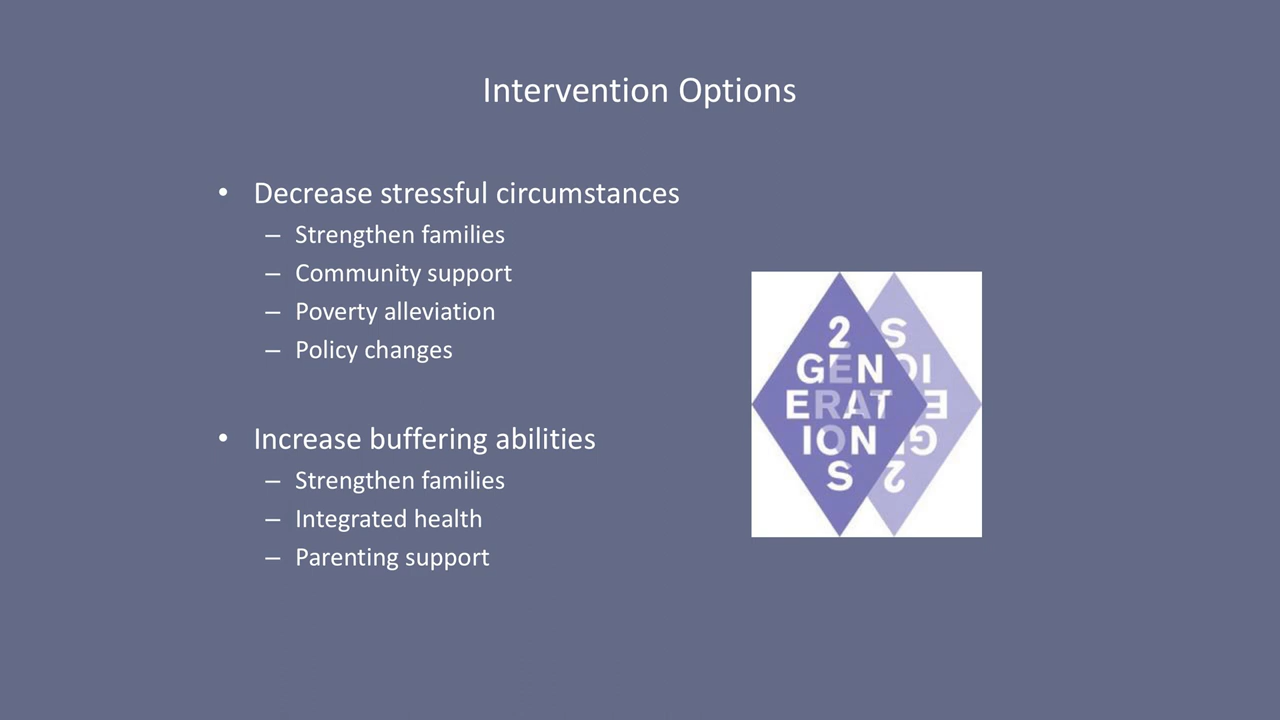 Intervention Options
• Decrease stressful circumstances
– Strengthen families
– Community support
– Poverty alleviation
– Policy changes
• Increase buffering abilities
– Strengthen families
– Integrated health
– Parenting support
2
GEN
ERAT
ION
S